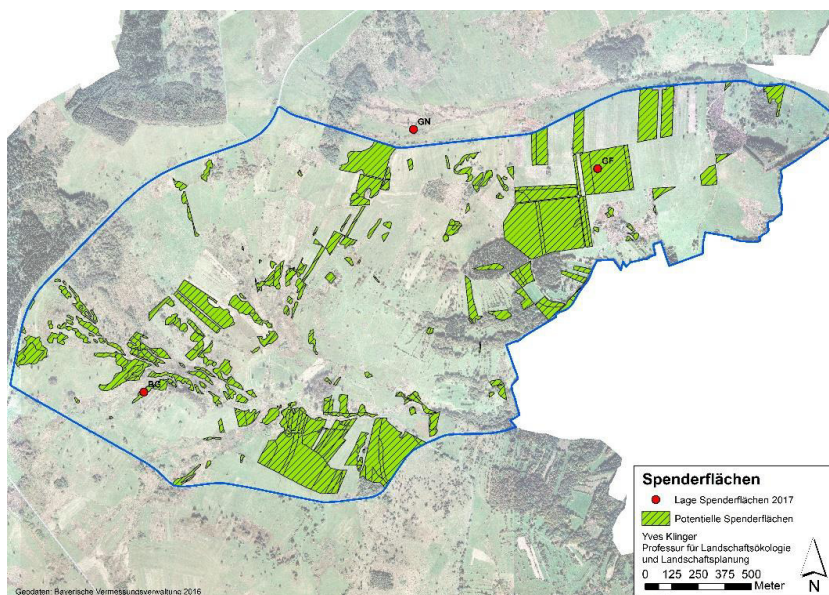 GN
GF
BG
Spenderflächen
Lage Spenderflächen 2017
Potentielle Spenderflächen
Yves Klinger
Professur für Landschaftsökologie
und Landschaftsplanung
0 125 250 375 500
Meter
N
Geodaten: Bayerische Vermessungsverwaltung 2016